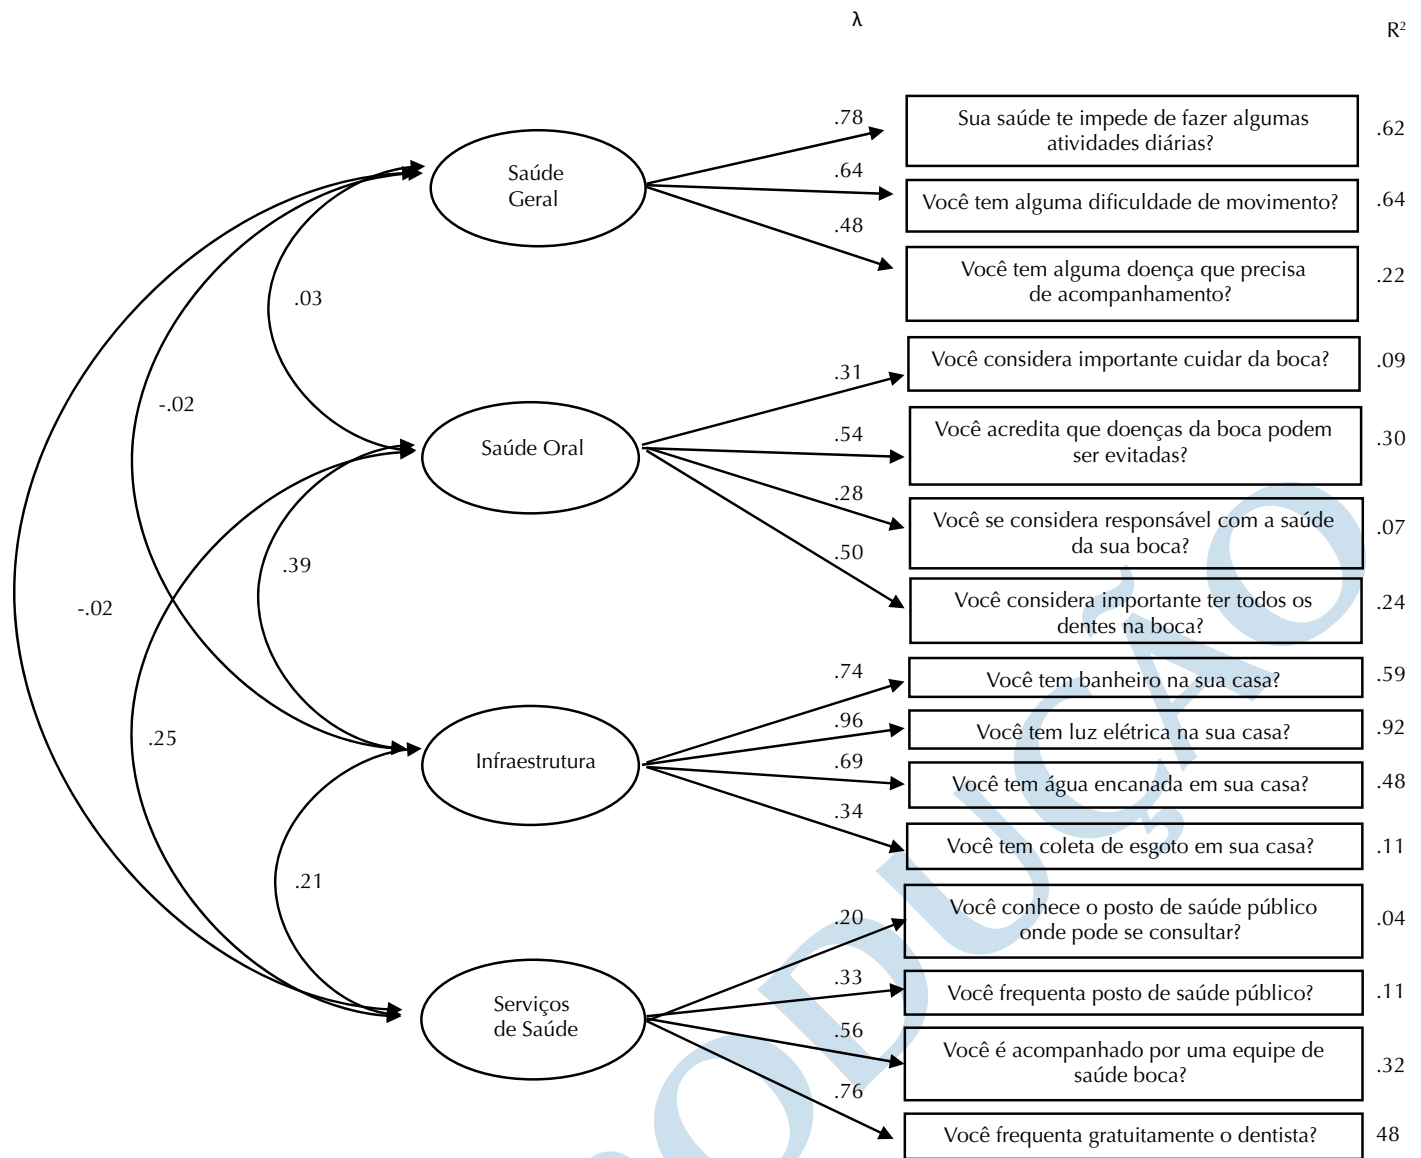 λ
R²
.78
Sua saúde te impede de fazer algumas
atividades diárias?
.62
Saúde
Geral
.64
Você tem alguma dificuldade de movimento?
.64
.48
Você tem alguma doença que precisa
de acompanhamento?
.22
.03
.31
Você considera importante cuidar da boca?
.09
-.02
Saúde Oral
.54
Você acredita que doenças da boca podem
ser evitadas?
.30
.28
Você se considera responsável com a saúde
da sua boca?
.07
.39
.50
Você considera importante ter todos os
dentes na boca?
.24
-.02
.74
Você tem banheiro na sua casa?
.59
.96
Você tem luz elétrica na sua casa?
.92
.25
Infraestrutura
.69
Você tem água encanada em sua casa?
.48
.34
Você tem coleta de esgoto em sua casa?
.11
.21
.20
Você conhece o posto de saúde público
onde pode se consultar?
.04
.33
Você frequenta posto de saúde público?
.11
Serviços
de Saúde
.56
Você é acompanhado por uma equipe de
saúde boca?
.32
.76
Você frequenta gratuitamente o dentista?
48
ODUÇÃO